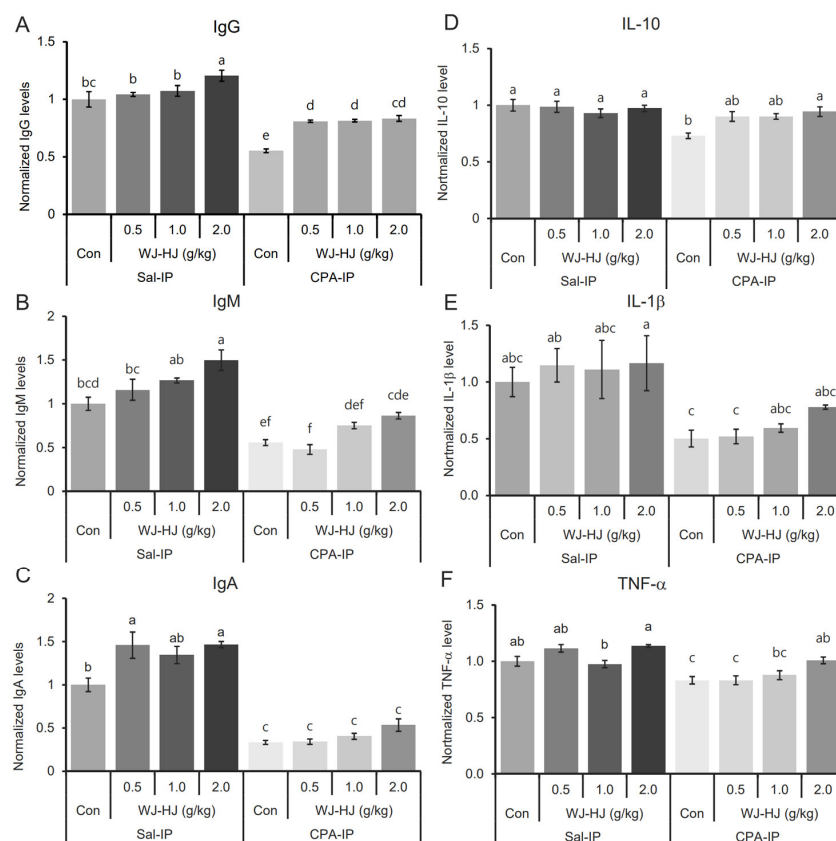 A
IgG
Normalized IgG levels
1.5
1
0.5
0
bc
b
b
a
e
d
d
cd
Con
0.5
1.0
2.0
WJ-HJ (g/kg)
Sal-IP
Con
0.5
1.0
2.0
WJ-HJ (g/kg)
CPA-IP
B
IgM
Normalized IgM levels
2
1.5
1
0.5
0
bcd
bc
ab
a
ef
f
def
cde
Con
0.5
1.0
2.0
WJ-HJ (g/kg)
Sal-IP
Con
0.5
1.0
2.0
WJ-HJ (g/kg)
CPA-IP
C
IgA
Normalized IgA levels
2
1.5
1
0.5
0
b
a
ab
a
c
c
c
c
Con
0.5
1.0
2.0
WJ-HJ (g/kg)
Sal-IP
Con
0.5
1.0
2.0
WJ-HJ (g/kg)
CPA-IP
D
IL-10
Nortmalized IL-10 level
1.5
1
0.5
0
a
a
a
a
b
ab
ab
a
Con
0.5
1.0
2.0
WJ-HJ (g/kg)
Sal-IP
Con
0.5
1.0
2.0
WJ-HJ (g/kg)
CPA-IP
E
IL-1β
Nortmalized IL-1β level
1.5
1.0
0.5
0.0
abc
ab
abc
a
c
c
abc
abc
Con
0.5
1.0
2.0
WJ-HJ (g/kg)
Sal-IP
Con
0.5
1.0
2.0
WJ-HJ (g/kg)
CPA-IP
F
TNF-α
Nortmalized TNF-α level
1.5
1.0
0.5
0.0
ab
ab
b
a
c
c
bc
ab
Con
0.5
1.0
2.0
WJ-HJ (g/kg)
Sal-IP
Con
0.5
1.0
2.0
WJ-HJ (g/kg)
CPA-IP